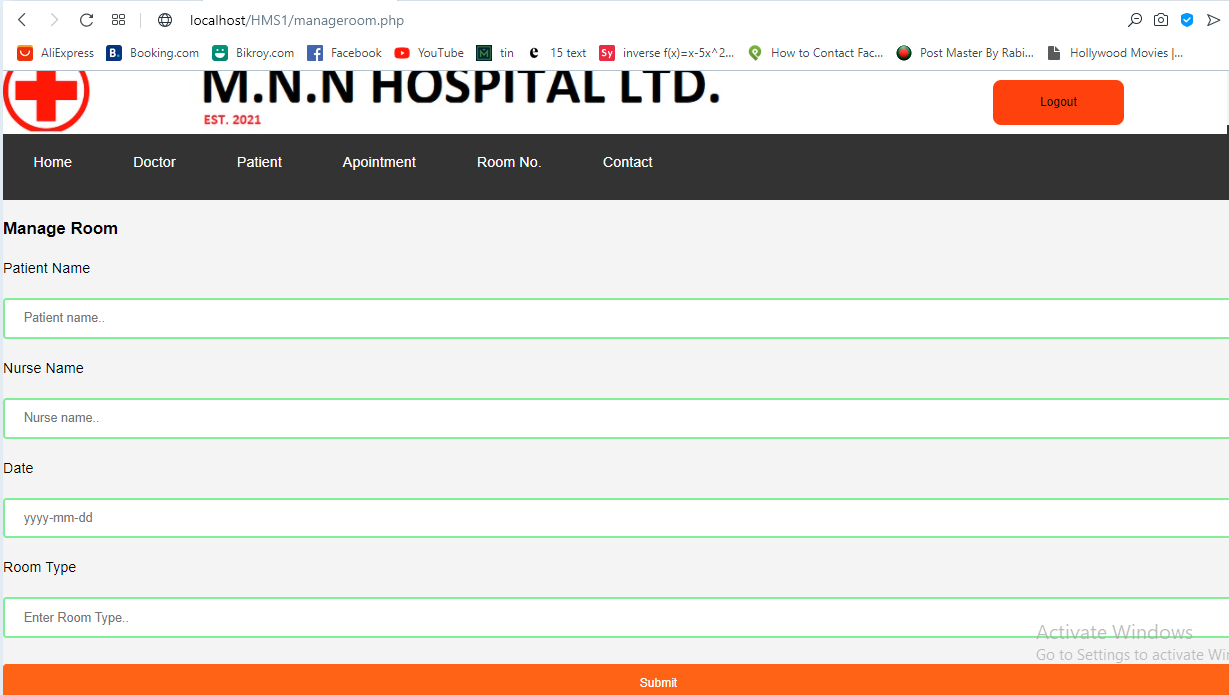 localhost/HMS1/manageroom.php
AliExpress B. Booking.com Bikroy.com Facebook YouTube M tin e 15 text Sy inverse f(x)=x-5x^2... How to Contact Fac... Post Master By Rabi... Hollywood Movies |,...
M.N.N HOSPITAL LTD.
EST. 2021
Logout
Home Doctor Patient Apointment Room No. Contact
Manage Room
Patient Name
Patient name..
Nurse Name
Nurse name..
Date
yyyy-mm-dd
Room Type
Enter Room Type..
Activate Windows
Go to Settings to activate Wi
Submit